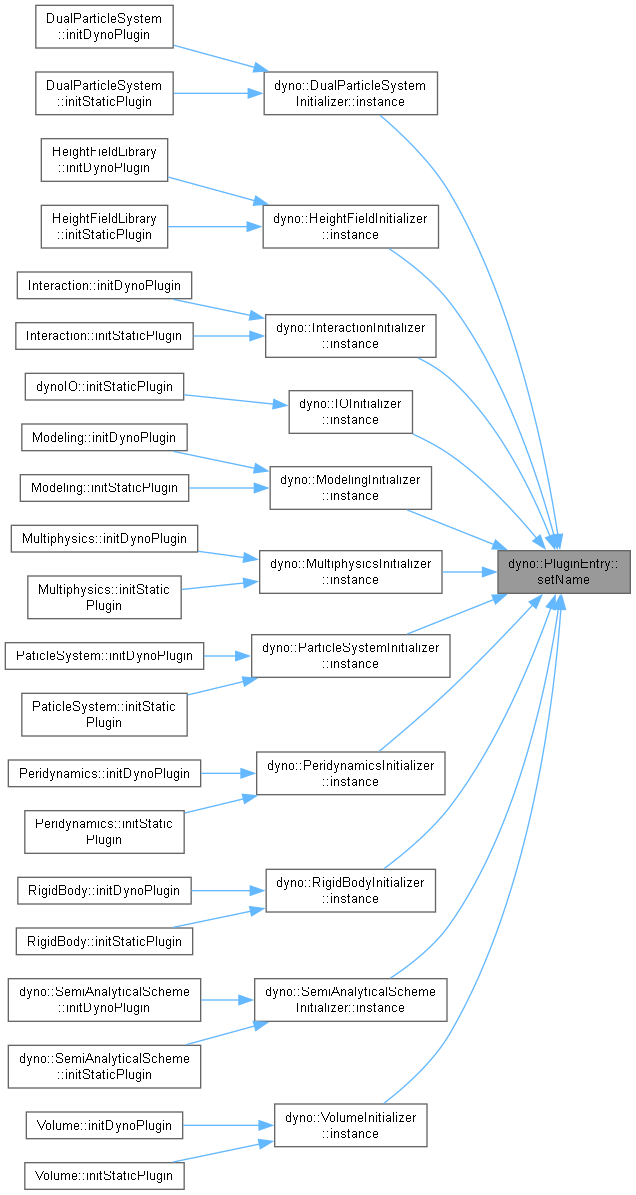 DualParticleSystem
::initDynoPlugin
DualParticleSystem
::initStaticPlugin
dyno::DualParticleSystem
Initializer::instance
HeightFieldLibrary
::initDynoPlugin
HeightFieldLibrary
::initStaticPlugin
dyno::HeightFieldInitializer
::instance
Interaction::initDynoPlugin
Interaction::initStaticPlugin
dyno::InteractionInitializer
::instance
dynoIO::initStaticPlugin
dyno::IOInitializer
::instance
Modeling::initDynoPlugin
Modeling::initStaticPlugin
dyno::ModelingInitializer
::instance
Multiphysics::initDynoPlugin
Multiphysics::initStatic
Plugin
dyno::MultiphysicsInitializer
::instance
dyno::PluginEntry::
setName
PaticleSystem::initDynoPlugin
PaticleSystem::initStatic
Plugin
dyno::ParticleSystemInitializer
::instance
Peridynamics::initDynoPlugin
Peridynamics::initStatic
Plugin
dyno::PeridynamicsInitializer
::instance
RigidBody::initDynoPlugin
RigidBody::initStaticPlugin
dyno::RigidBodyInitializer
::instance
dyno::SemiAnalyticalScheme
::initDynoPlugin
dyno::SemiAnalyticalScheme
::initStaticPlugin
dyno::SemiAnalyticalScheme
Initializer::instance
Volume::initDynoPlugin
Volume::initStaticPlugin
dyno::VolumeInitializer
::instance